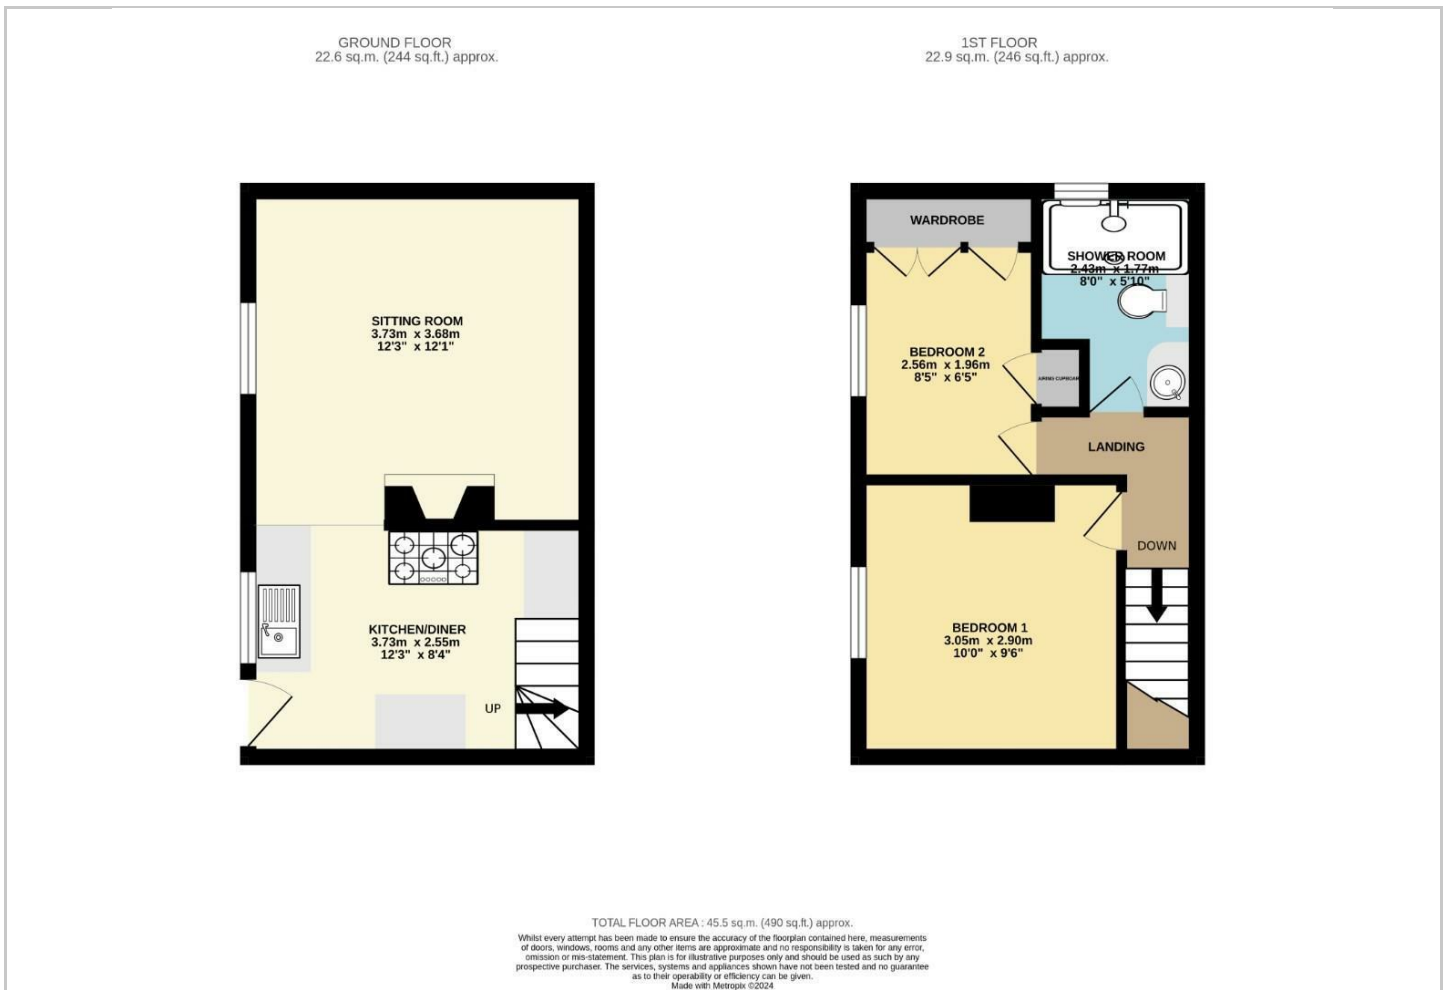 GROUND FLOOR
22.6 sq.m. (244 sq.ft.) approx.
1ST FLOOR
22.9 sq.m. (246 sq.ft.) approx.
SITTING ROOM
3.73m x 3.68m
12'3" x 12'1"
KITCHEN/DINER
3.73m x 2.55m
12'3" x 8'4"
UP
WARDROBE
SHOWER ROOM
2.43m x 1.77m
8'0" x 5'10"
BEDROOM 2
2.56m x 1.96m
8'5" x 6'5"
AIRING CUPBOARD
LANDING
DOWN
BEDROOM 1
3.05m x 2.90m
10'0" x 9'6"
TOTAL FLOOR AREA : 45.5 sq.m. (490 sq.ft.) approx.
Whilst every attempt has been made to ensure the accuracy of the floorplan contained here, measurements
of doors, windows, rooms and any other items are approximate and no responsibility is taken for any error,
omission or mis-statement. This plan is for illustrative purposes only and should be used as such by any
prospective purchaser. The services, systems and appliances shown have not been tested and no guarantee
as to their operability or efficiency can be given.
Made with Metropix ©2024